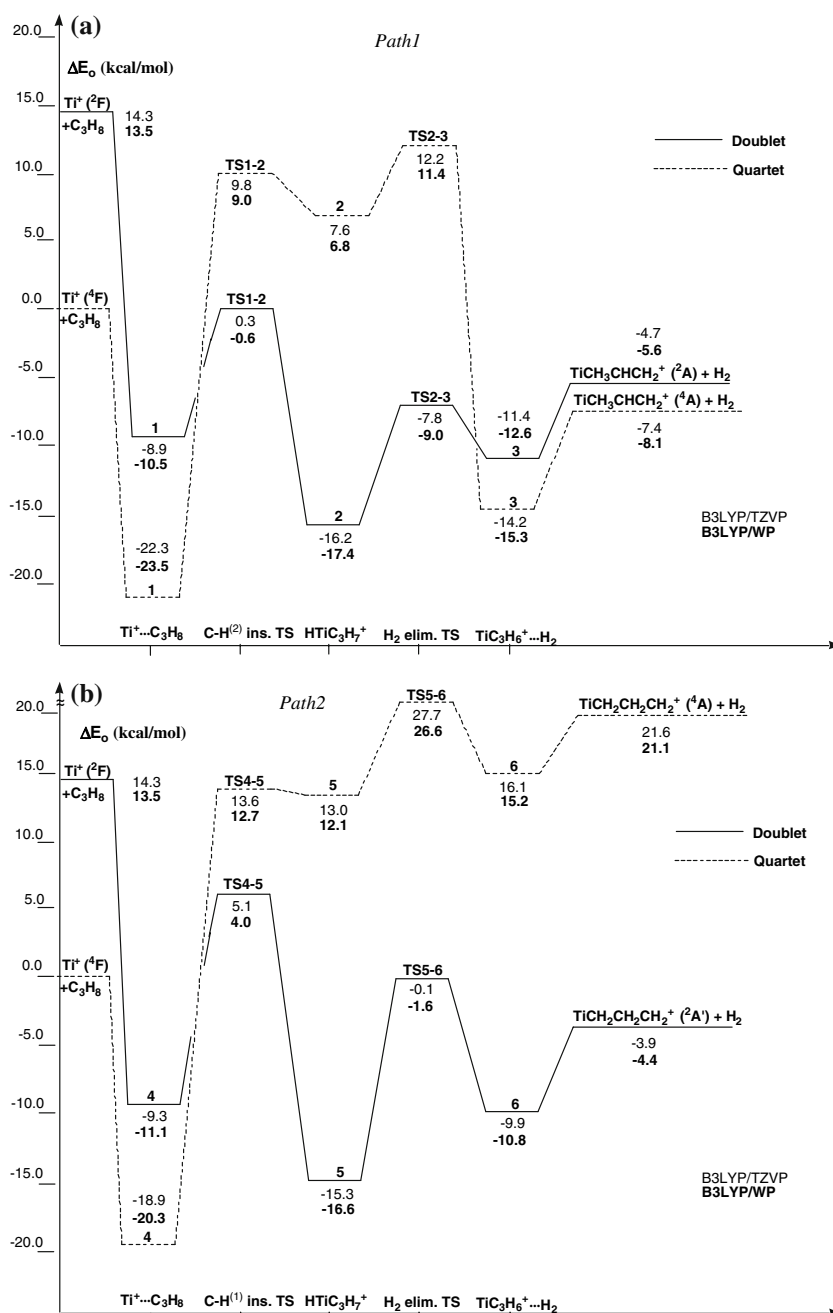 (a)
Path1
20.0
ΔEo (kcal/mol)
Ti+ (2F)
+C3H8
14.3
13.5
15.0
10.0
5.0
0.0
-5.0
-10.0
-15.0
-20.0
Ti+ (4F)
+C3H8
1
-8.9
-10.5
-22.3
-23.5
1
TS1-2
9.8
9.0
TS1-2
0.3
-0.6
2
7.6
6.8
2
-16.2
-17.4
TS2-3
12.2
11.4
TS2-3
-7.8
-9.0
-11.4
-12.6
3
3
-14.2
-15.3
Doublet
Quartet
-4.7
-5.6
TiCH3CHCH2+ (2A) + H2
TiCH3CHCH2+ (4A) + H2
-7.4
-8.1
B3LYP/TZVP
B3LYP/WP
Ti+...C3H8
C-H(2) ins. TS
HTiC3H7+
H2 elim. TS
TiC3H6+...H2
(b)
Path2
≈
20.0
ΔEo (kcal/mol)
Ti+ (2F)
+C3H8
14.3
13.5
15.0
10.0
5.0
0.0
-5.0
-10.0
-15.0
-20.0
Ti+ (4F)
+C3H8
4
-9.3
-11.1
-18.9
-20.3
4
TS4-5
13.6
12.7
TS4-5
5.1
4.0
5
13.0
12.1
5
-15.3
-16.6
TS5-6
27.7
26.6
TS5-6
-0.1
-1.6
6
16.1
15.2
6
-9.9
-10.8
TiCH2CH2CH2+ (4A) + H2
21.6
21.1
Doublet
Quartet
TiCH2CH2CH2+ (2A') + H2
-3.9
-4.4
B3LYP/TZVP
B3LYP/WP
Ti+...C3H8
C-H(1) ins. TS
HTiC3H7+
H2 elim. TS
TiC3H6+...H2